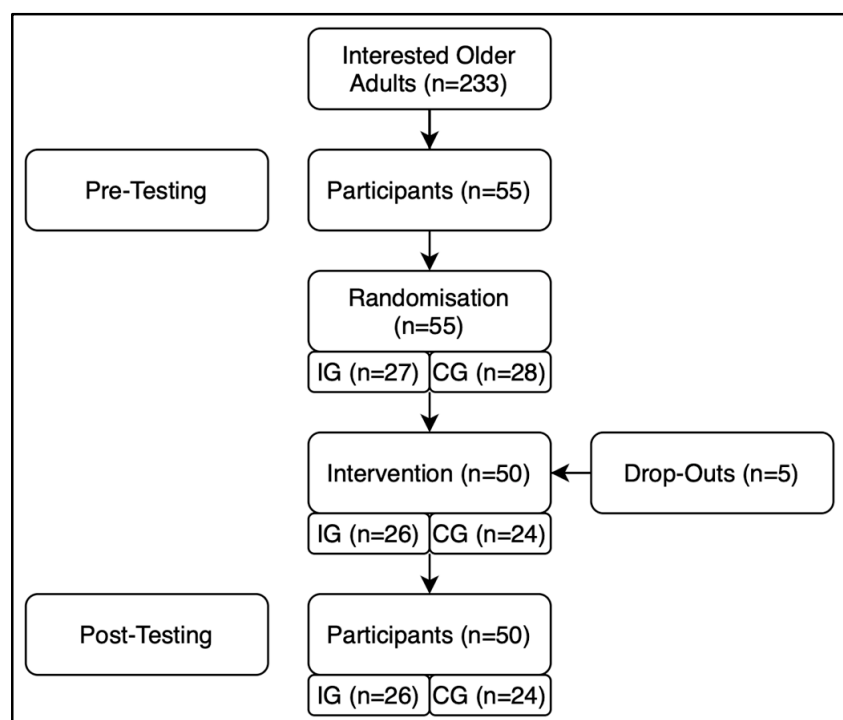 Interested Older
Adults (n=233)
Pre-Testing
Participants (n=55)
Randomisation
(n=55)
IG (n=27)
CG (n=28)
Intervention (n=50)
Drop-Outs (n=5)
IG (n=26)
CG (n=24)
Post-Testing
Participants (n=50)
IG (n=26)
CG (n=24)